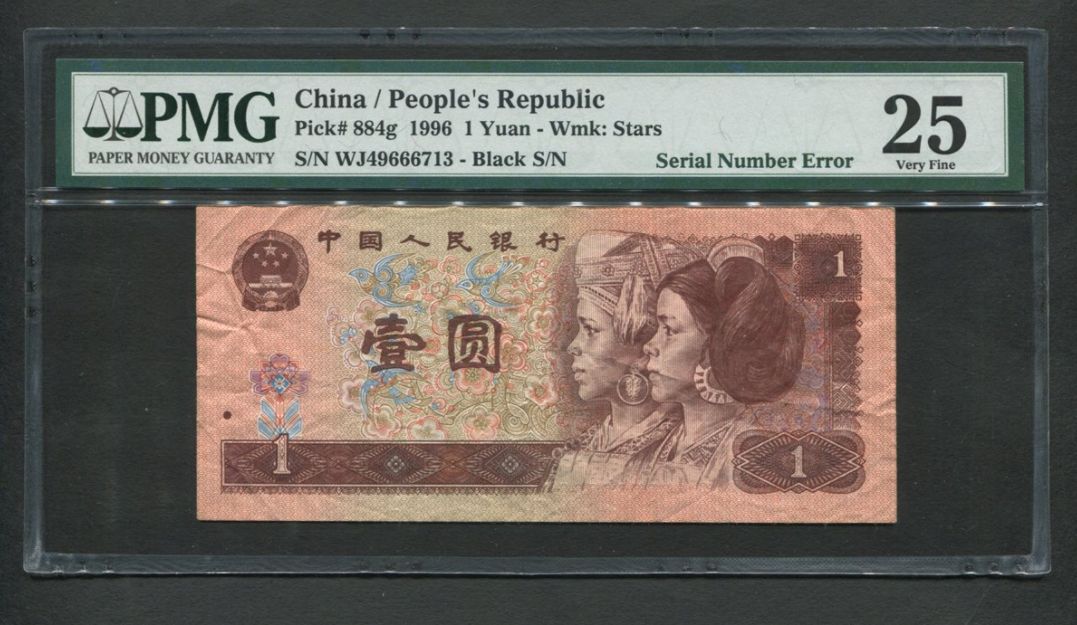 PMG
PAPER MONEY GUARANTY
China / People's Republic
Pick# 884g 1996 1 Yuan - Wmk: Stars
S/N WJ49666713 - Black S/N
Serial Number Error
25
Very Fine
中国人民银行
1
壹圆
1
1